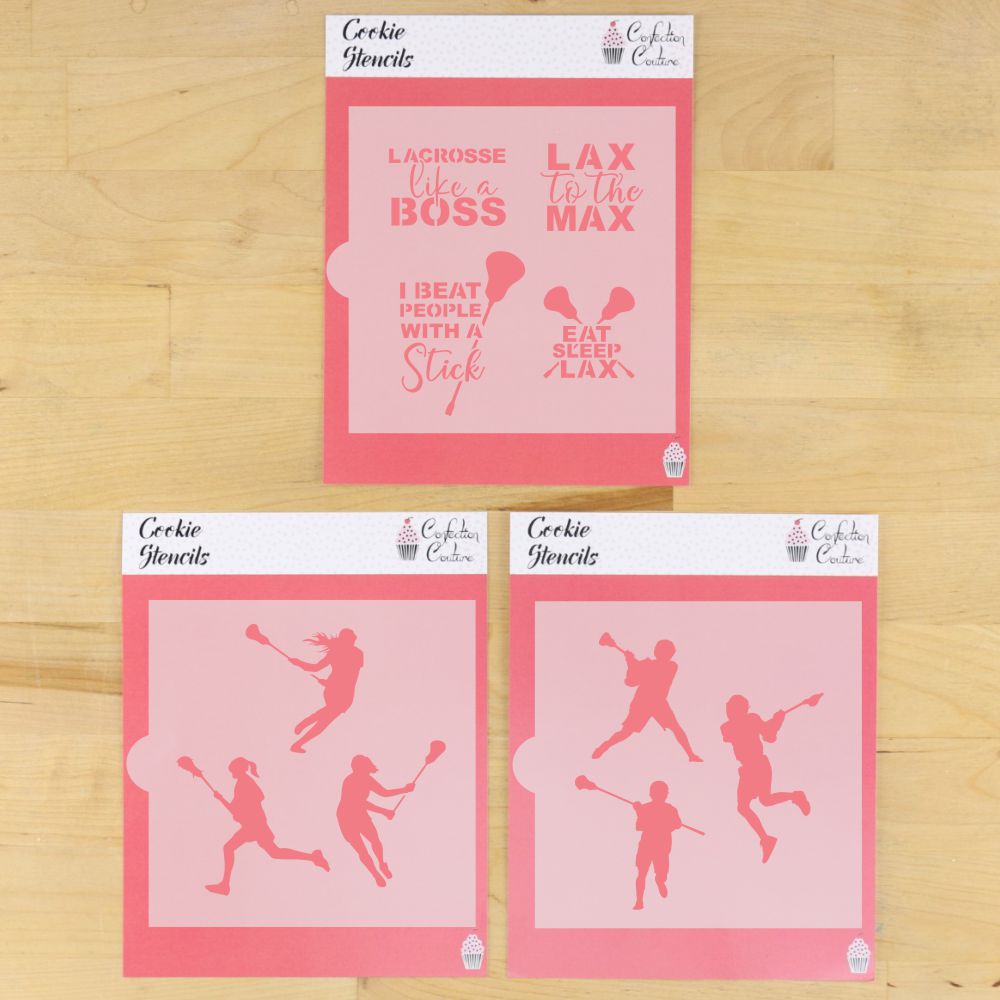 Cookie
Stencils
Confection
Couture
LACROSSE
like a
BOSS
LAX
to the
MAX
I BEAT
PEOPLE
WITH A
Stick
EAT
SLEEP
LAX
Cookie
Stencils
Confection
Couture
Cookie
Stencils
Confection
Couture